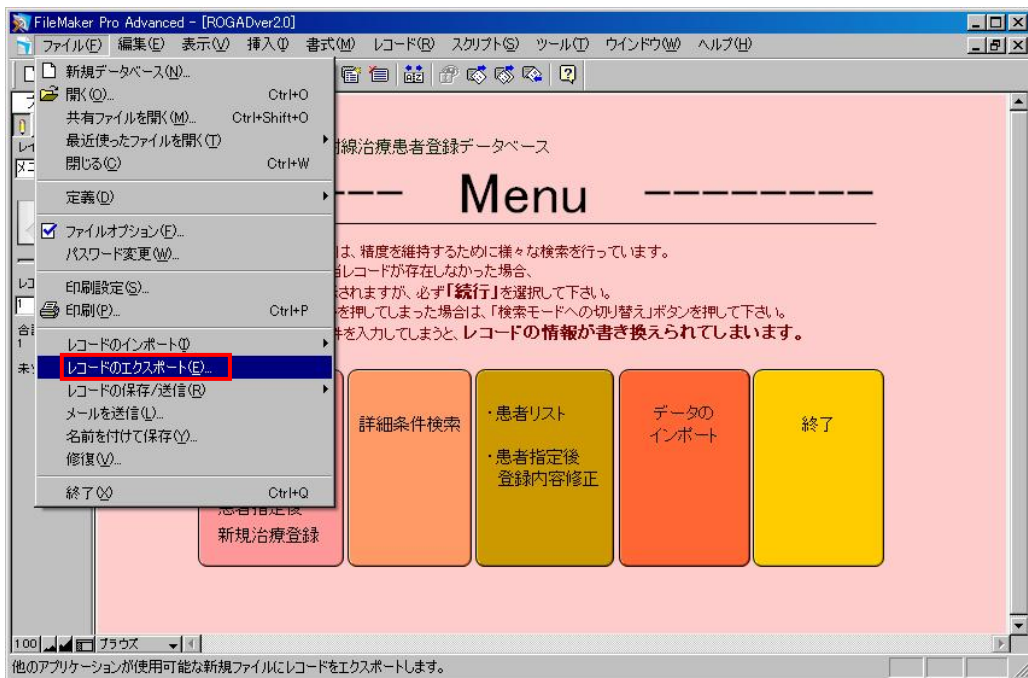 FileMaker Pro Advanced - [ROGADver2.0]
ファイル(F) 編集(E) 表示(V) 挿入(I) 書式(M) レコード(R) スクリプト(S) ツール(T) ウインドウ(W) ヘルプ(H)
新規データベース(N)...
開く(O)... Ctrl+O
共有ファイルを開く(M)... Ctrl+Shift+O
最近使ったファイルを開く(T)
閉じる(C) Ctrl+W
定義(D)
ファイルオプション(F)...
パスワード変更(W)...
印刷設定(S)...
印刷(P)... Ctrl+P
レコードのインポート(I)
レコードのエクスポート(E)...
レコードの保存/送信(R)
メールを送信(L)...
名前を付けて保存(Y)...
修復(V)...
終了(X) Ctrl+Q
線治療患者登録データベース
Menu
は、精度を維持するために様々な検索を行っています。
レコードが存在しなかった場合、
されますが、必ず「続行」を選択して下さい。
を押してしまった場合は、「検索モードへの切り替え」ボタンを押して下さい。
件を入力してしまうと、レコードの情報が書き換えられてしまいます。
新規治療登録
詳細条件検索
・患者リスト
・患者指定後
登録内容修正
データの
インポート
終了
100 ブラウズ
他のアプリケーションが使用可能な新規ファイルにレコードをエクスポートします。